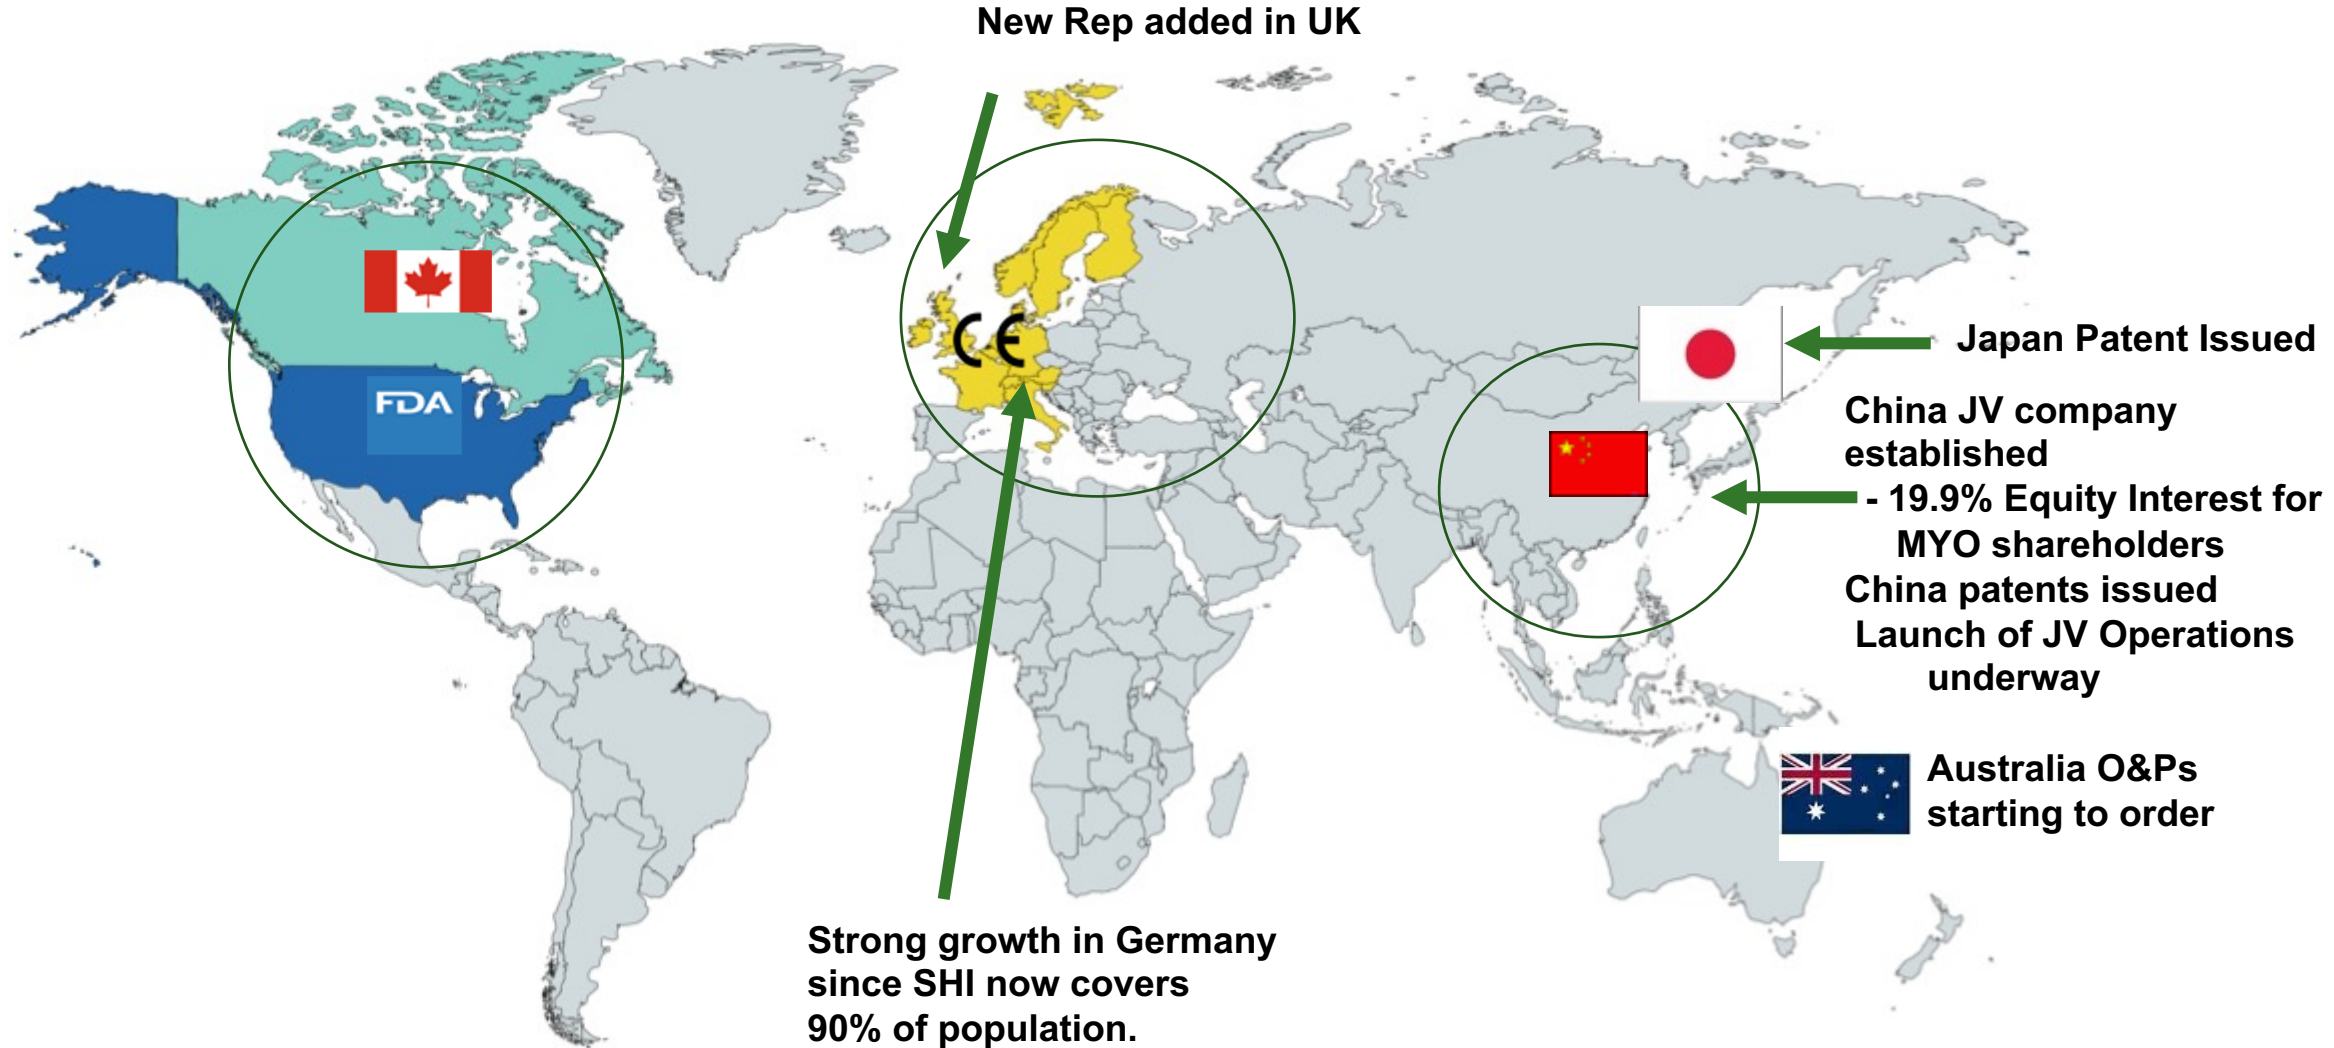 New Rep added in UK
FDA
CE
Japan Patent Issued
China JV company
established
- 19.9% Equity Interest for
MYO shareholders
China patents issued
Launch of JV Operations
underway
Australia O&Ps
starting to order
Strong growth in Germany
since SHI now covers
90% of population.